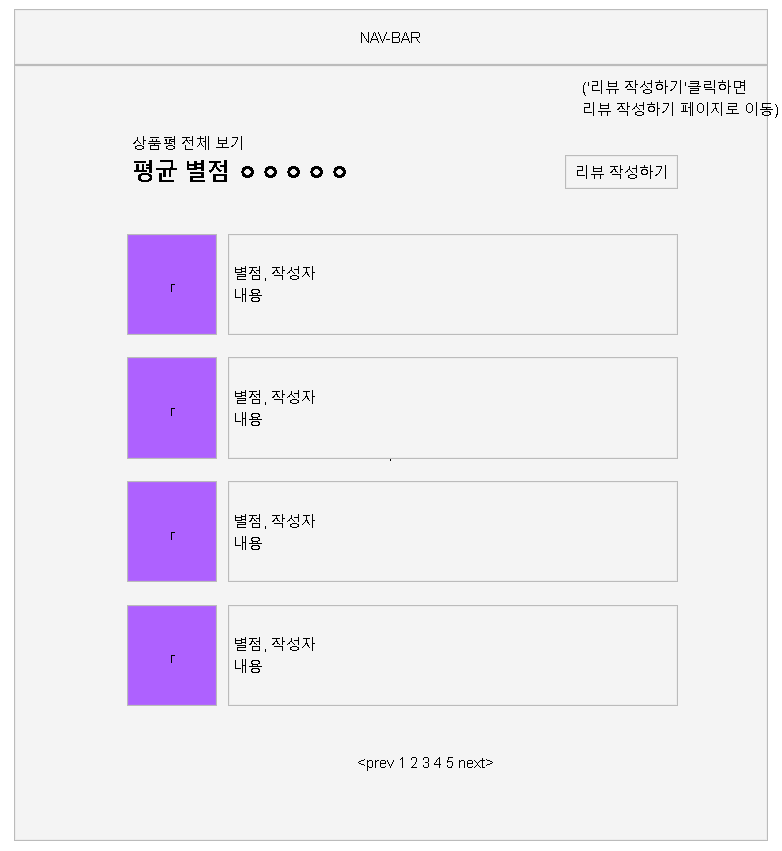 NAV-BAR
('리뷰 작성하기'클릭하면
리뷰 작성하기 페이지로 이동)
상품평 전체 보기
평균 별점 ㅇㅇㅇㅇㅇ
리뷰 작성하기
「
별점, 작성자
내용
「
별점, 작성자
내용
「
별점, 작성자
내용
「
별점, 작성자
내용
<prev 1 2 3 4 5 next>